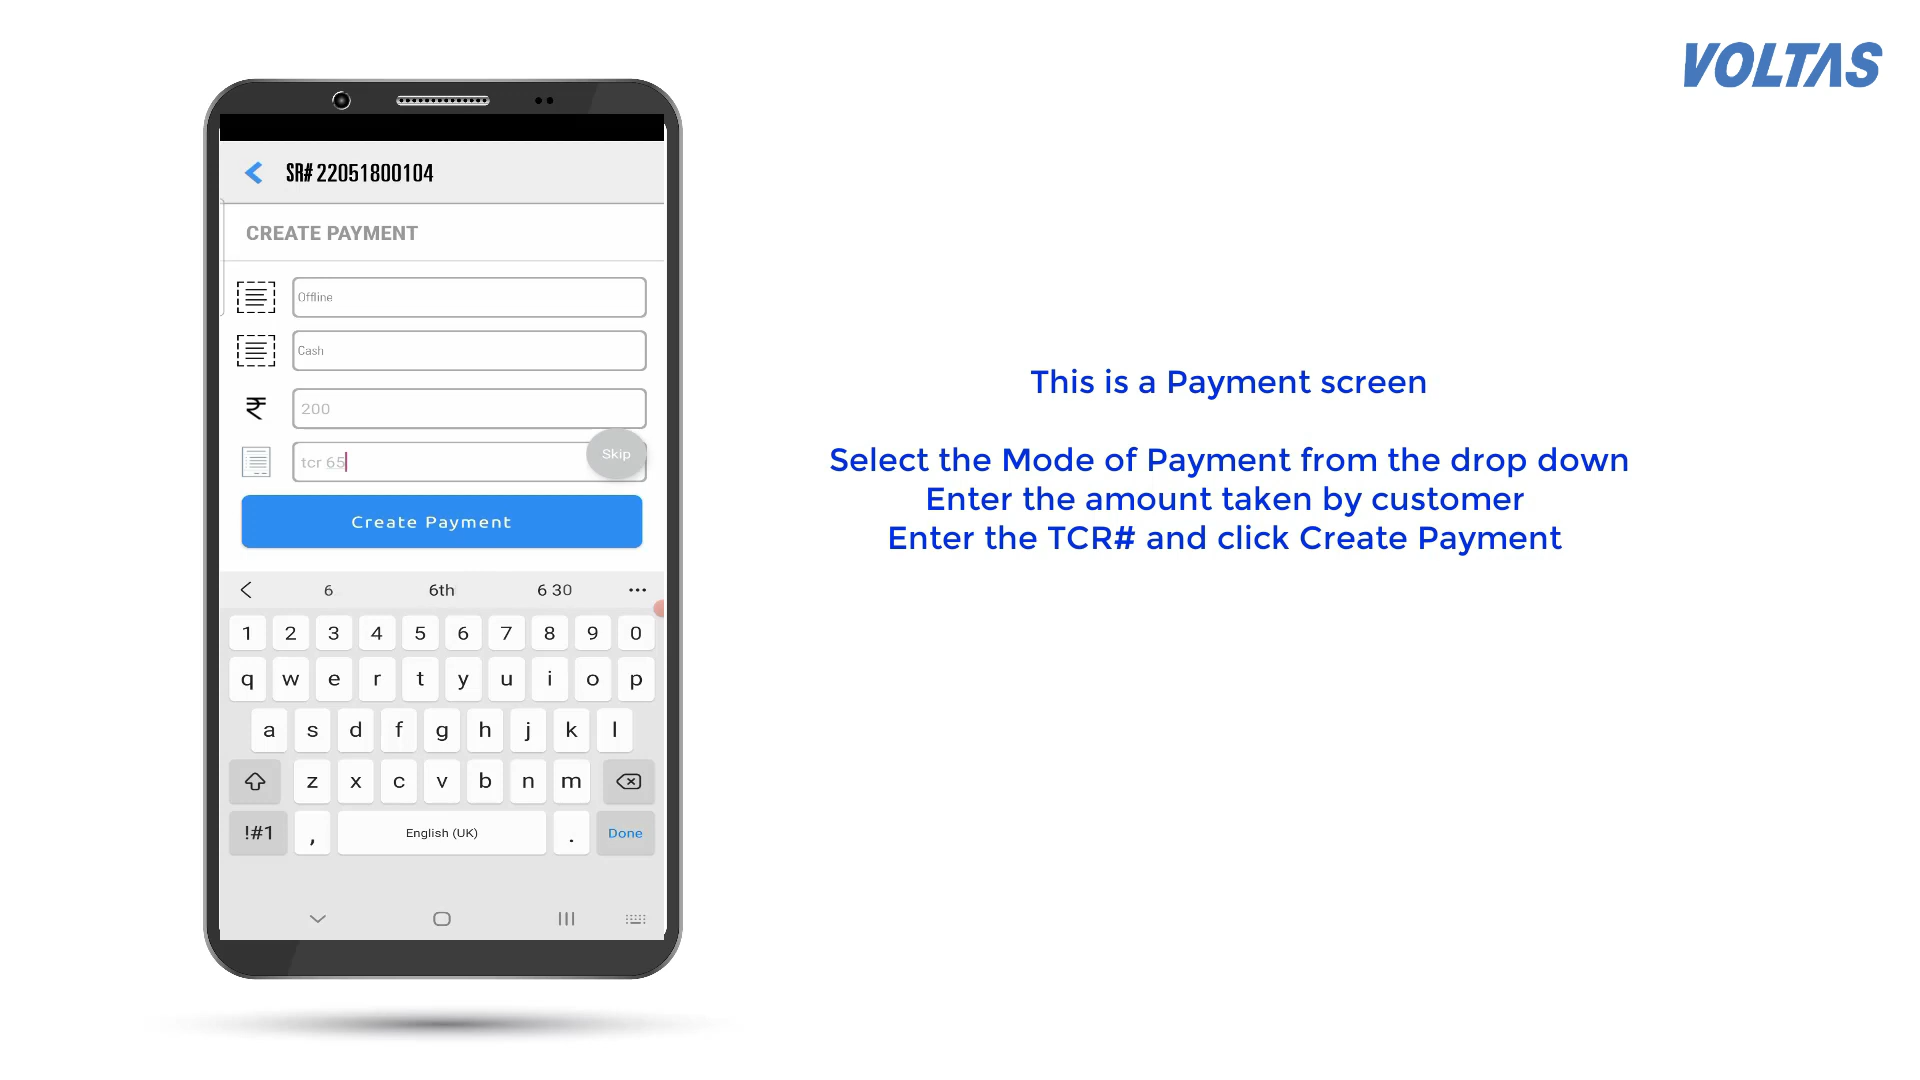 VOLTAS
SR# 22051800104
CREATE PAYMENT
Offline
Cash
₹ 200
tcr 65
Skip
Create Payment
6 6th 6 30 •••
1 2 3 4 5 6 7 8 9 0
q w e r t y u i o p
a s d f g h j k l
z x c v b n m
!#1 , English (UK) . Done
This is a Payment screen
Select the Mode of Payment from the drop down
Enter the amount taken by customer
Enter the TCR# and click Create Payment